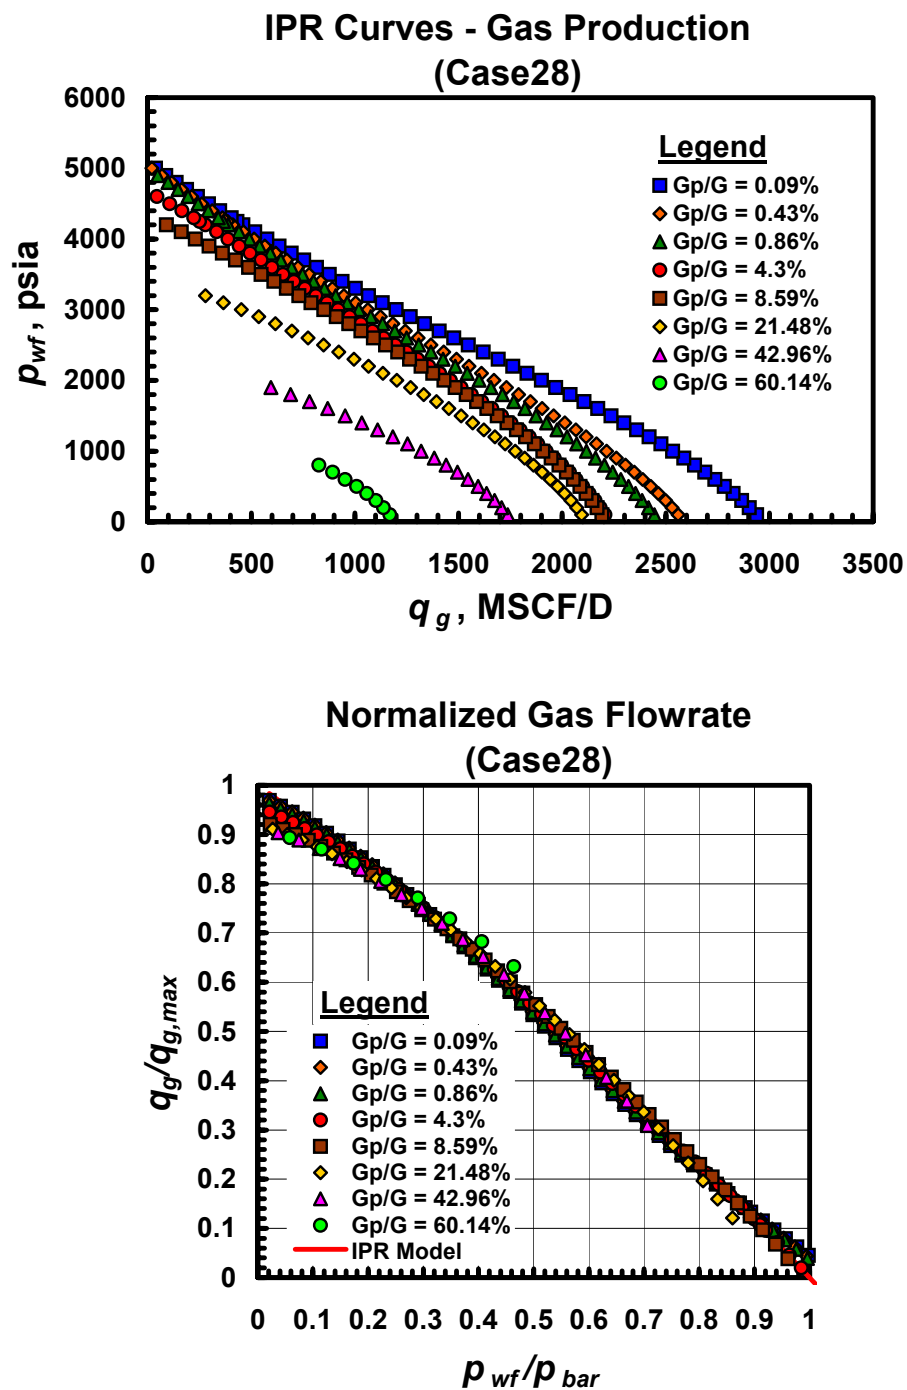 IPR Curves - Gas Production
(Case28)
6000
5000
4000
3000
2000
1000
0
p wf , psia
Legend
Gp/G = 0.09%
Gp/G = 0.43%
Gp/G = 0.86%
Gp/G = 4.3%
Gp/G = 8.59%
Gp/G = 21.48%
Gp/G = 42.96%
Gp/G = 60.14%
0 500 1000 1500 2000 2500 3000 3500
q g , MSCF/D
Normalized Gas Flowrate
(Case28)
1
0.9
0.8
0.7
0.6
0.5
0.4
0.3
0.2
0.1
0
q g /q g,max
Legend
Gp/G = 0.09%
Gp/G = 0.43%
Gp/G = 0.86%
Gp/G = 4.3%
Gp/G = 8.59%
Gp/G = 21.48%
Gp/G = 42.96%
Gp/G = 60.14%
IPR Model
0 0.1 0.2 0.3 0.4 0.5 0.6 0.7 0.8 0.9 1
p wf /p bar